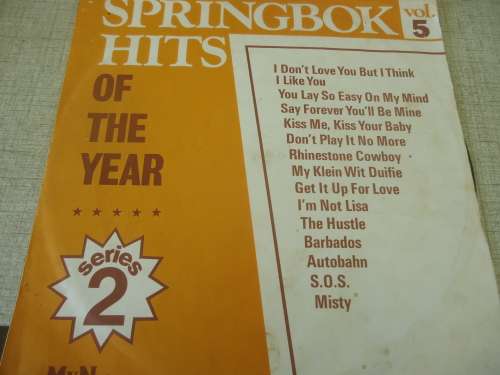 SPRINGBOK
HITS
OF
THE
YEAR
series
2
vol.
5
I Don't Love You But I Think
I Like You
You Lay So Easy On My Mind
Say Forever You'll Be Mine
Kiss Me, Kiss Your Baby
Don't Play It No More
Rhinestone Cowboy
My Klein Wit Duifie
Get It Up For Love
I'm Not Lisa
The Hustle
Barbados
Autobahn
S.O.S.
Misty